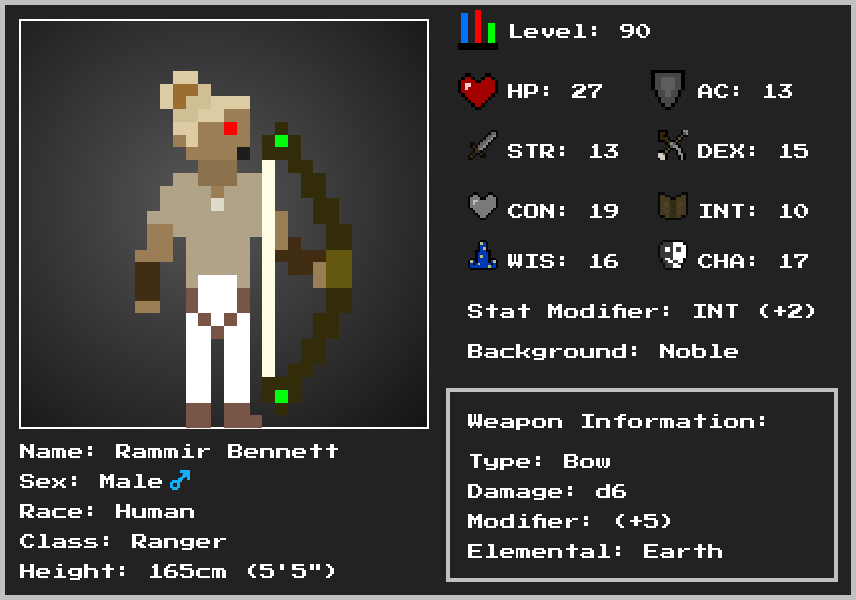 Level: 90
HP: 27
AC: 13
STR: 13
DEX: 15
CON: 19
INT: 10
WIS: 16
CHA: 17
Stat Modifier: INT (+2)
Background: Noble
Weapon Information:
Type: Bow
Damage: d6
Modifier: (+5)
Elemental: Earth
Name: Rammir Bennett
Sex: Male♂
Race: Human
Class: Ranger
Height: 165cm (5'5")